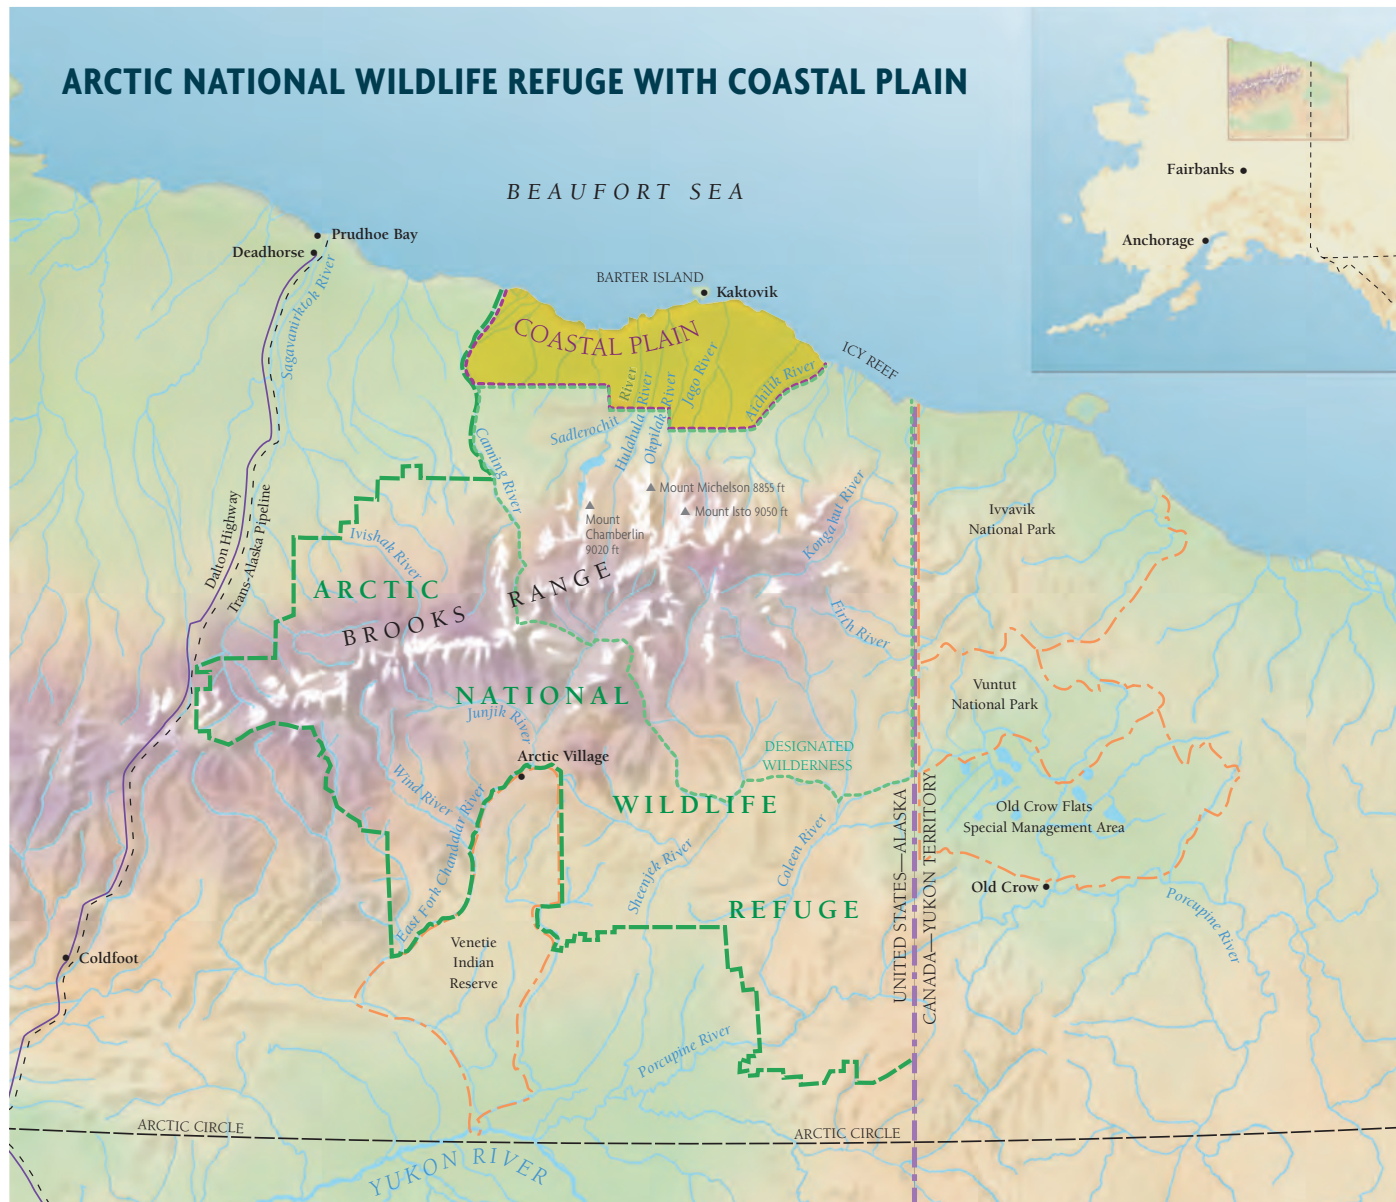 ARCTIC NATIONAL WILDLIFE REFUGE WITH COASTAL PLAIN
Fairbanks
Anchorage
BEAUFORT SEA
Prudhoe Bay
Deadhorse
Sagavanirktok River
BARTER ISLAND
Kaktovik
COASTAL PLAIN
ICY REEF
Sadlerochit River
Hulahula River
Okpilak River
Jago River
Aichilik River
Canning River
Mount Michelson 8855 ft
Mount Isto 9050 ft
Mount
Chamberlin
9020 ft
Kongakut River
Ivvavik
National Park
Dalton Highway
Trans-Alaska Pipeline
Ivishak River
ARCTIC
BROOKS RANGE
Firth River
NATIONAL
Junjik River
Vuntut
National Park
Arctic Village
DESIGNATED
WILDERNESS
WILDLIFE
Wind River
East Fork Chandalar River
Sheenjek River
Coleen River
Old Crow Flats
Special Management Area
UNITED STATES—ALASKA
CANADA—YUKON TERRITORY
Old Crow
Porcupine River
REFUGE
Venetie
Indian
Reserve
Coldfoot
Porcupine River
ARCTIC CIRCLE
ARCTIC CIRCLE
YUKON RIVER